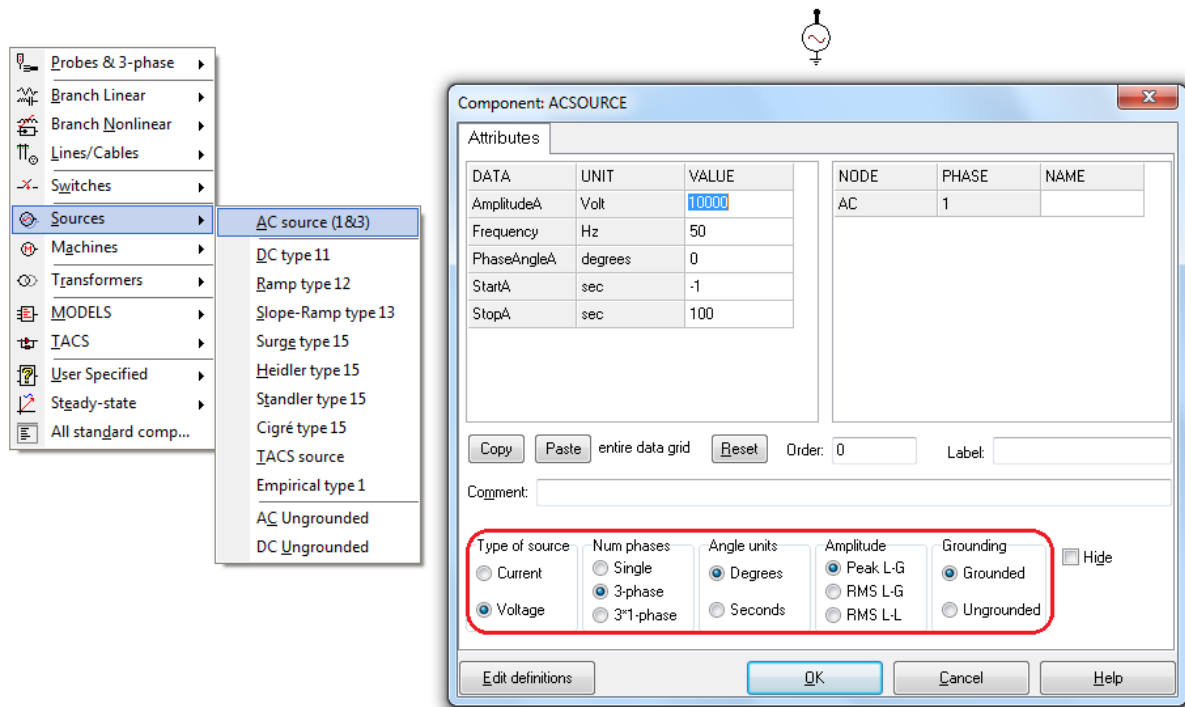 Probes & 3-phase
Branch Linear
Branch Nonlinear
Lines/Cables
Switches
Sources
Machines
Transformers
MODELS
TACS
User Specified
Steady-state
All standard comp...
AC source (1&3)
DC type 11
Ramp type 12
Slope-Ramp type 13
Surge type 15
Heidler type 15
Standler type 15
Cigré type 15
TACS source
Empirical type 1
AC Ungrounded
DC Ungrounded
Component: ACSOURCE
Attributes
DATA UNIT VALUE
AmplitudeA Volt 10000
Frequency Hz 50
PhaseAngleA degrees 0
StartA sec -1
StopA sec 100
NODE PHASE NAME
AC 1
Copy Paste entire data grid Reset Order: 0 Label:
Comment:
Type of source Num phases Angle units Amplitude Grounding
Current Single Degrees Peak L-G Grounded Hide
3-phase RMS L-G
Voltage 3*1-phase Seconds RMS L-L Ungrounded
Edit definitions OK Cancel Help